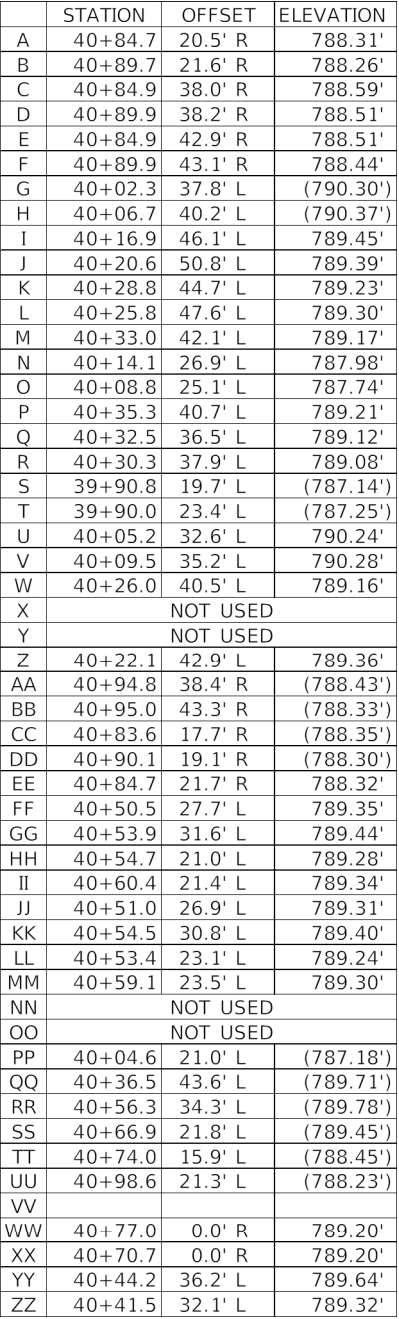 STATION OFFSET ELEVATION
A 40+84.7 20.5' R 788.31'
B 40+89.7 21.6' R 788.26'
C 40+84.9 38.0' R 788.59'
D 40+89.9 38.2' R 788.51'
E 40+84.9 42.9' R 788.51'
F 40+89.9 43.1' R 788.44'
G 40+02.3 37.8' L (790.30')
H 40+06.7 40.2' L (790.37')
I 40+16.9 46.1' L 789.45'
J 40+20.6 50.8' L 789.39'
K 40+28.8 44.7' L 789.23'
L 40+25.8 47.6' L 789.30'
M 40+33.0 42.1' L 789.17'
N 40+14.1 26.9' L 787.98'
O 40+08.8 25.1' L 787.74'
P 40+35.3 40.7' L 789.21'
Q 40+32.5 36.5' L 789.12'
R 40+30.3 37.9' L 789.08'
S 39+90.8 19.7' L (787.14')
T 39+90.0 23.4' L (787.25')
U 40+05.2 32.6' L 790.24'
V 40+09.5 35.2' L 790.28'
W 40+26.0 40.5' L 789.16'
X NOT USED
Y NOT USED
Z 40+22.1 42.9' L 789.36'
AA 40+94.8 38.4' R (788.43')
BB 40+95.0 43.3' R (788.33')
CC 40+83.6 17.7' R (788.35')
DD 40+90.1 19.1' R (788.30')
EE 40+84.7 21.7' R 788.32'
FF 40+50.5 27.7' L 789.35'
GG 40+53.9 31.6' L 789.44'
HH 40+54.7 21.0' L 789.28'
II 40+60.4 21.4' L 789.34'
JJ 40+51.0 26.9' L 789.31'
KK 40+54.5 30.8' L 789.40'
LL 40+53.4 23.1' L 789.24'
MM 40+59.1 23.5' L 789.30'
NN NOT USED
OO NOT USED
PP 40+04.6 21.0' L (787.18')
QQ 40+36.5 43.6' L (789.71')
RR 40+56.3 34.3' L (789.78')
SS 40+66.9 21.8' L (789.45')
TT 40+74.0 15.9' L (788.45')
UU 40+98.6 21.3' L (788.23')
VV
WW 40+77.0 0.0' R 789.20'
XX 40+70.7 0.0' R 789.20'
YY 40+44.2 36.2' L 789.64'
ZZ 40+41.5 32.1' L 789.32'